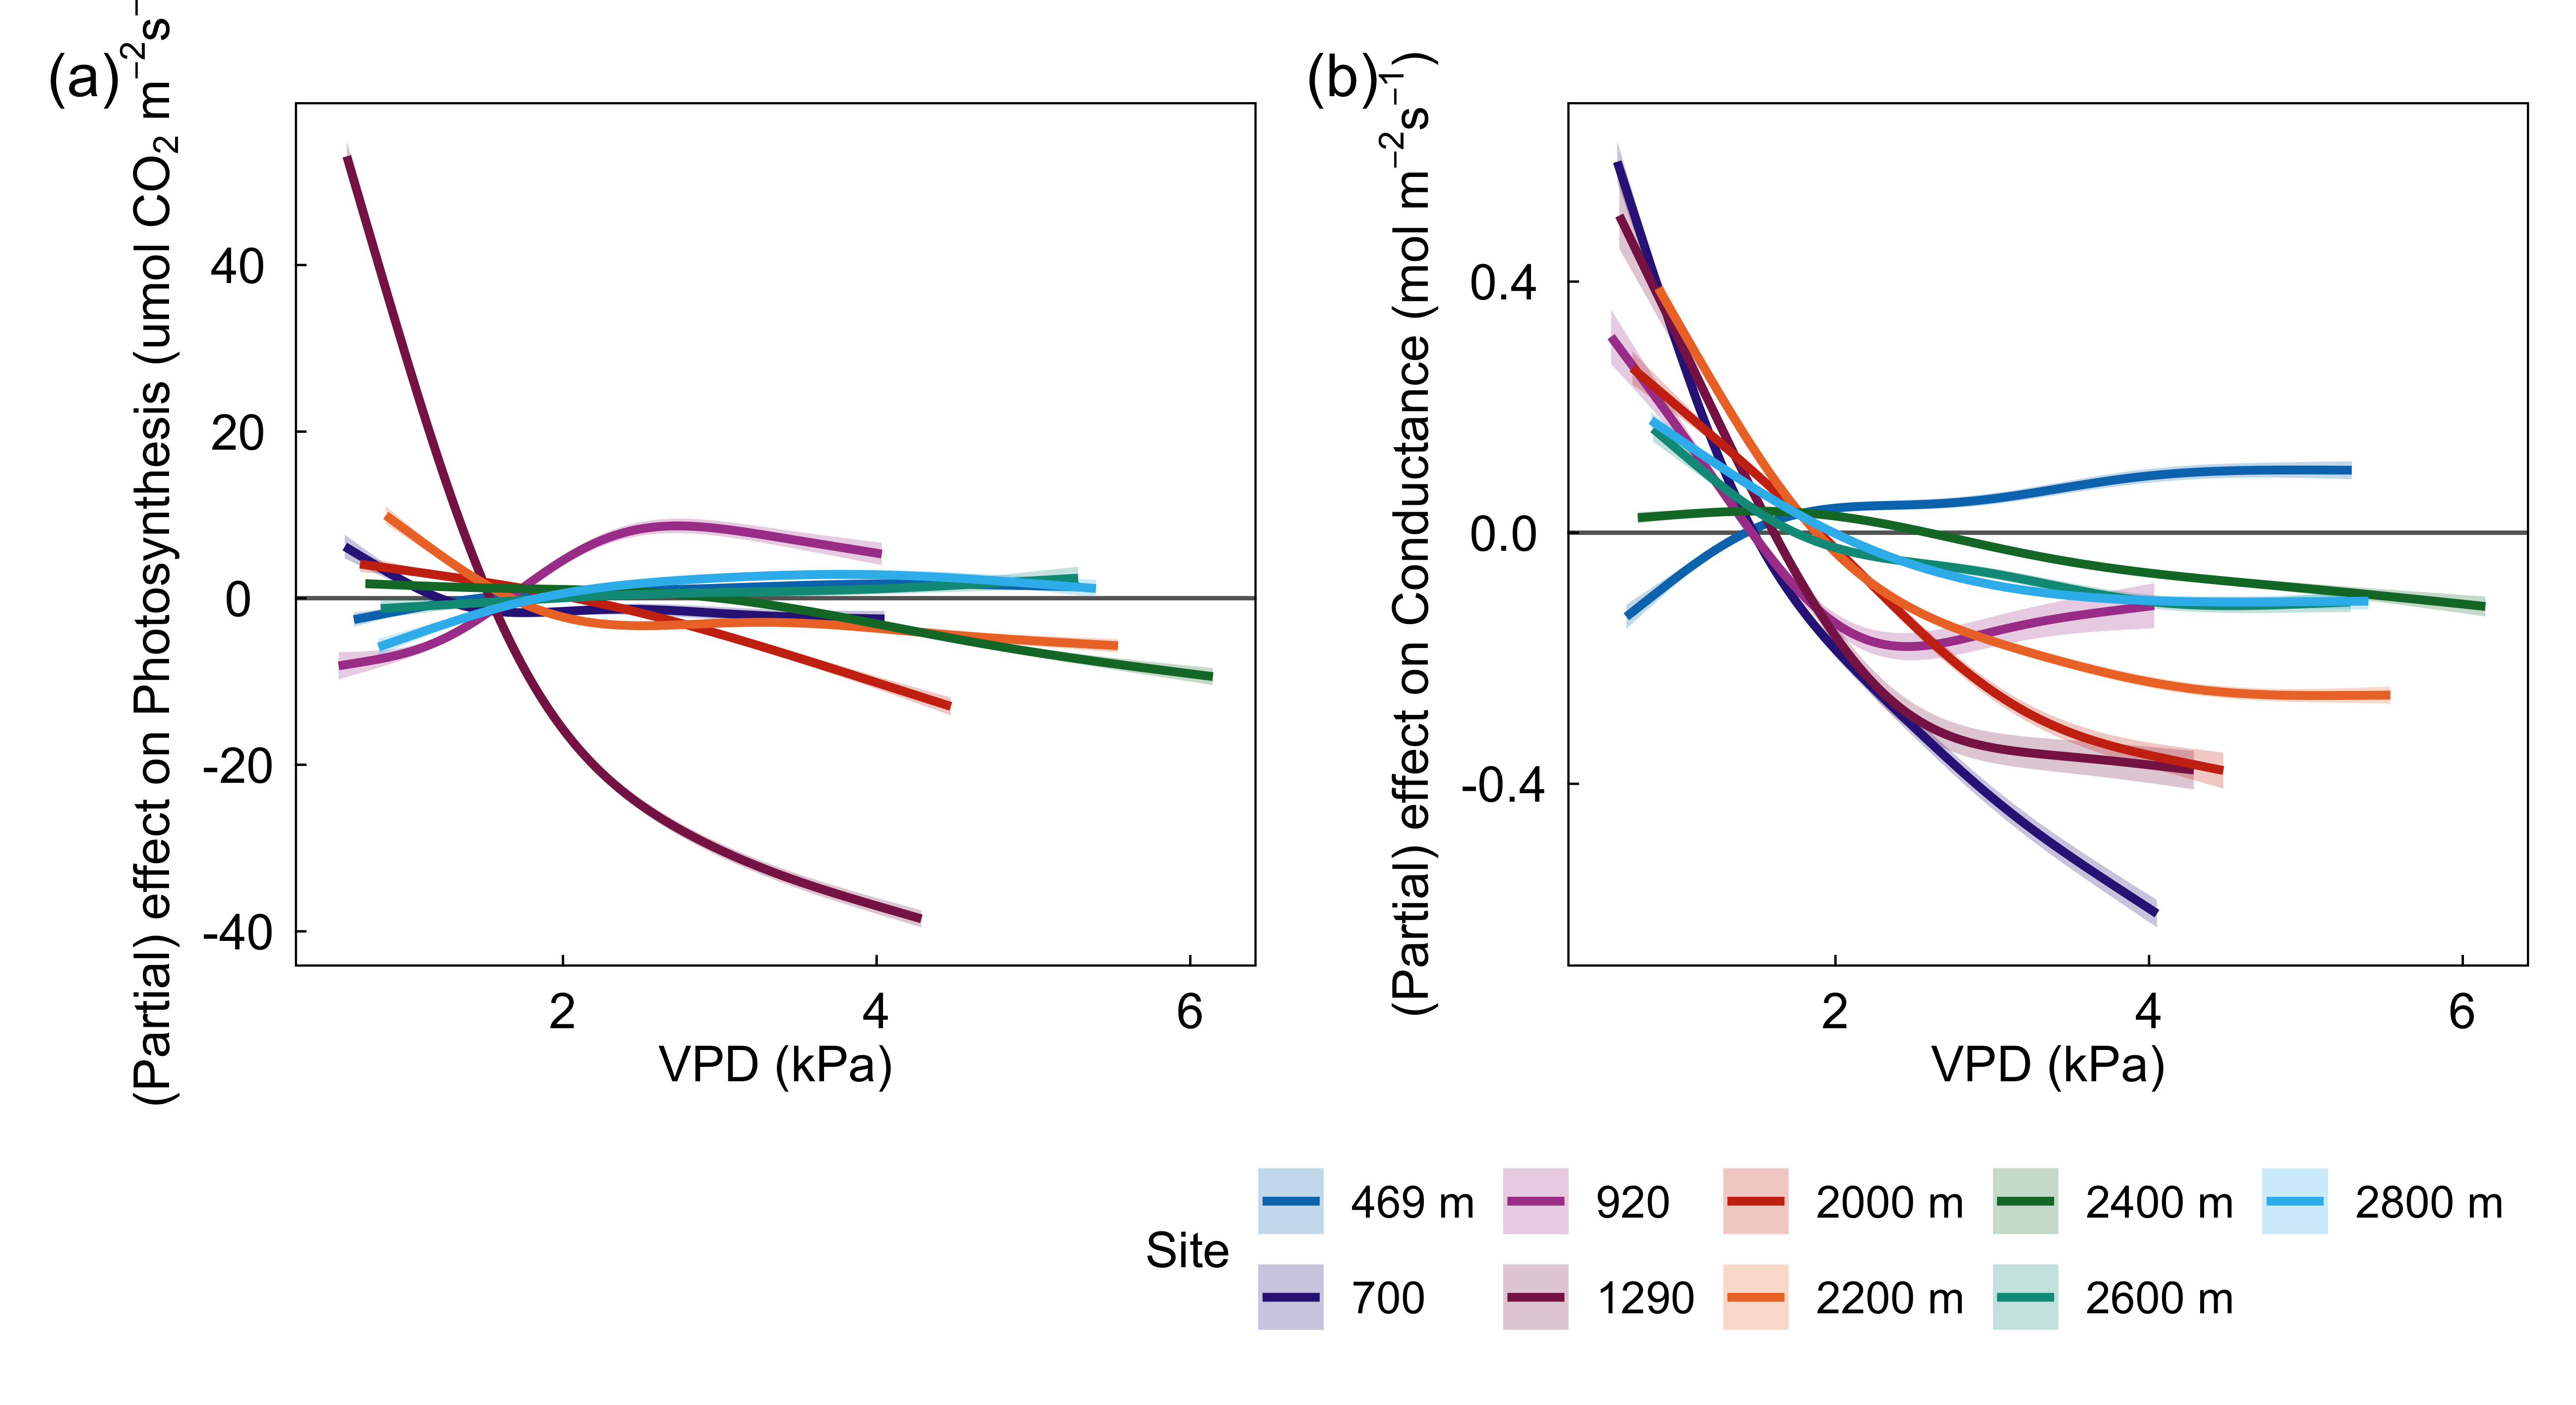 (a)
(Partial) effect on Photosynthesis (umol CO₂ m⁻²s⁻
40
20
0
-20
-40
2 4 6
VPD (kPa)
(b)
(Partial) effect on Conductance (mol m⁻²s⁻¹)
0.4
0.0
-0.4
2 4 6
VPD (kPa)
Site
469 m 920 2000 m 2400 m 2800 m
700 1290 2200 m 2600 m